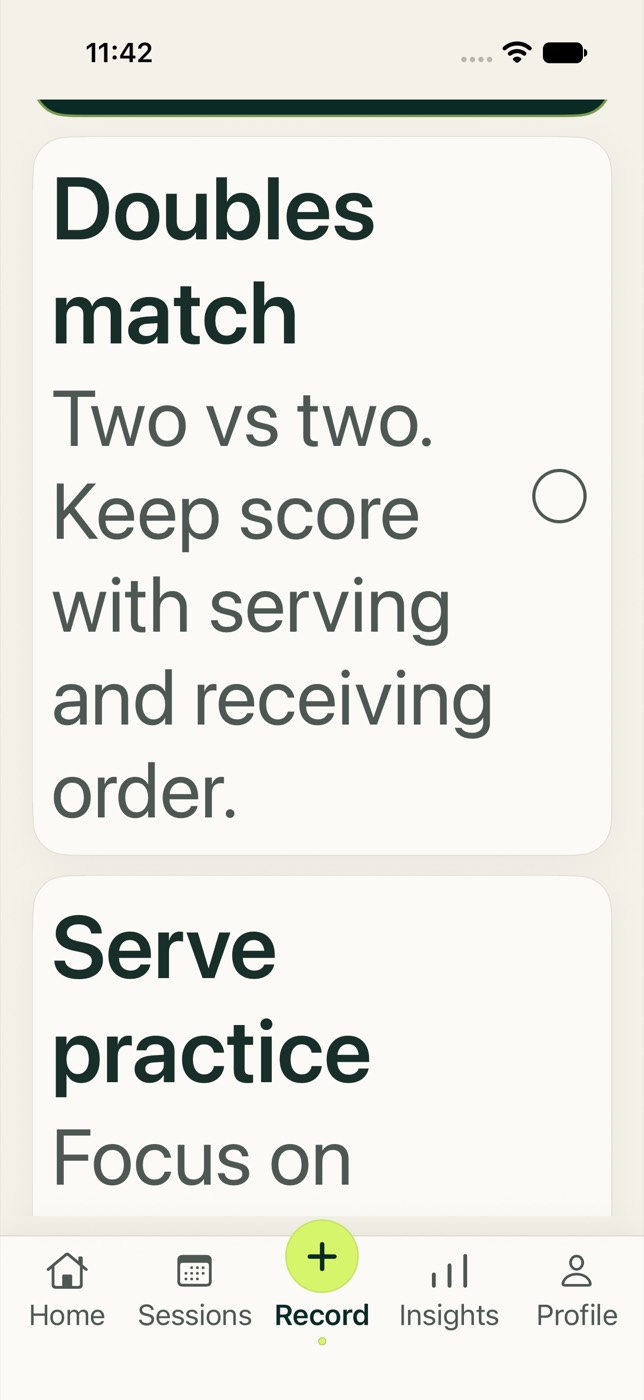 11:42
Doubles
match
Two vs two.
Keep score
with serving
and receiving
order.
Serve
practice
Focus on
Home
Sessions
Record
Insights
Profile